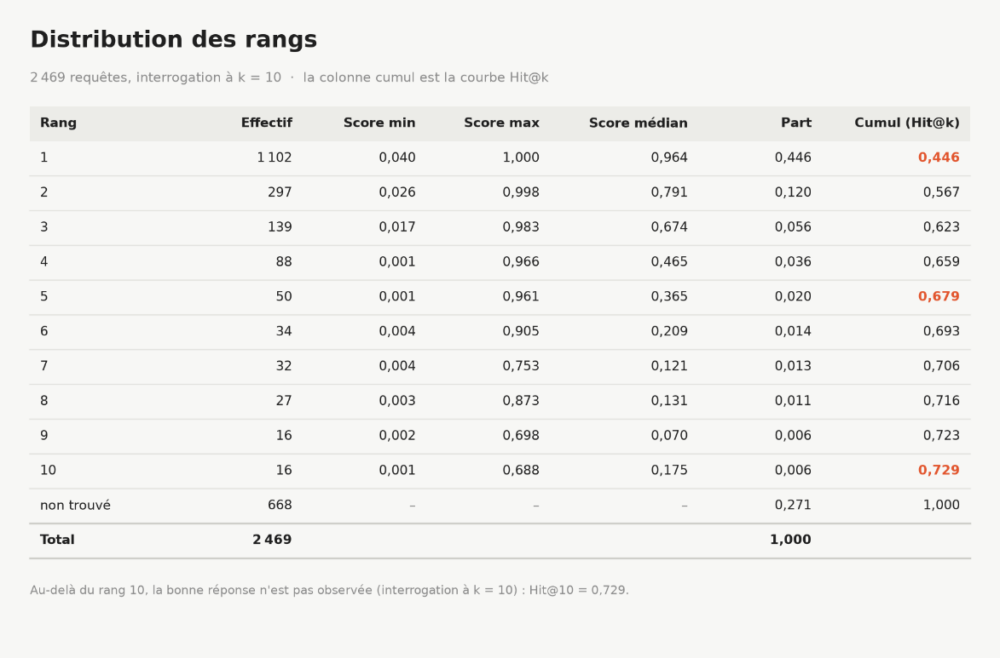 Distribution des rangs
2 469 requêtes, interrogation à k = 10 · la colonne cumul est la courbe Hit@k
Rang Effectif Score min Score max Score médian Part Cumul (Hit@k)
1 1 102 0,040 1,000 0,964 0,446 0,446
2 297 0,026 0,998 0,791 0,120 0,567
3 139 0,017 0,983 0,674 0,056 0,623
4 88 0,001 0,966 0,465 0,036 0,659
5 50 0,001 0,961 0,365 0,020 0,679
6 34 0,004 0,905 0,209 0,014 0,693
7 32 0,004 0,753 0,121 0,013 0,706
8 27 0,003 0,873 0,131 0,011 0,716
9 16 0,002 0,698 0,070 0,006 0,723
10 16 0,001 0,688 0,175 0,006 0,729
non trouvé 668 – – – 0,271 1,000
Total 2 469 1,000
Au-delà du rang 10, la bonne réponse n'est pas observée (interrogation à k = 10) : Hit@10 = 0,729.